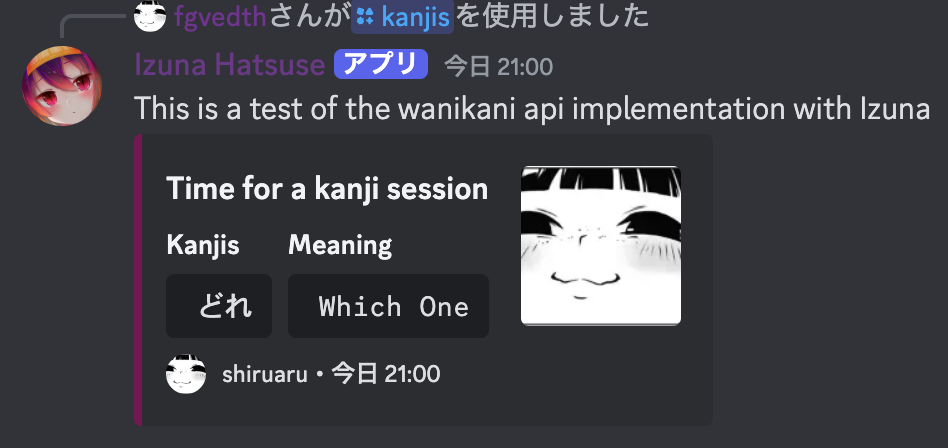 fgvedthさんがkanjisを使用しました
Izuna Hatsuse アプリ 今日 21:00
This is a test of the wanikani api implementation with Izuna
Time for a kanji session
Kanjis Meaning
どれ Which One
shiruaru • 今日 21:00